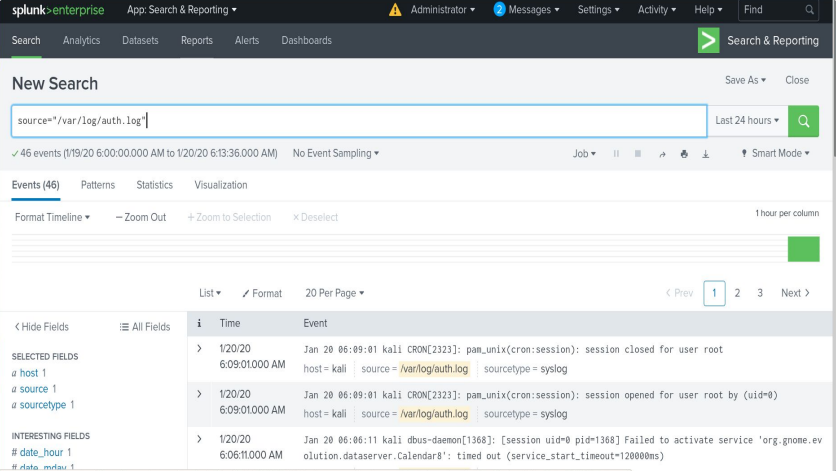 splunk>enterprise App: Search & Reporting ▾ Administrator ▾ 2 Messages ▾ Settings ▾ Activity ▾ Help ▾ Find
Search Analytics Datasets Reports Alerts Dashboards Search & Reporting
New Search Save As ▾ Close
source="/var/log/auth.log" Last 24 hours ▾
✓ 46 events (1/19/20 6:00:00.000 AM to 1/20/20 6:13:36.000 AM) No Event Sampling ▾ Job ▾ Smart Mode ▾
Events (46) Patterns Statistics Visualization
Format Timeline ▾ — Zoom Out + Zoom to Selection × Deselect 1 hour per column
List ▾ Format 20 Per Page ▾ < Prev 1 2 3 Next >
< Hide Fields All Fields i Time Event
SELECTED FIELDS
a host 1
a source 1
a sourcetype 1
INTERESTING FIELDS
# date_hour 1
# date_mday 1
> 1/20/20 Jan 20 06:09:01 kali CRON[2323]: pam_unix(cron:session): session closed for user root
6:09:01.000 AM host = kali source = /var/log/auth.log sourcetype = syslog
> 1/20/20 Jan 20 06:09:01 kali CRON[2323]: pam_unix(cron:session): session opened for user root by (uid=0)
6:09:01.000 AM host = kali source = /var/log/auth.log sourcetype = syslog
> 1/20/20 Jan 20 06:06:11 kali dbus-daemon[1368]: [session uid=0 pid=1368] Failed to activate service 'org.gnome.ev
6:06:11.000 AM olution.dataserver.Calendar8': timed out (service_start_timeout=120000ms)